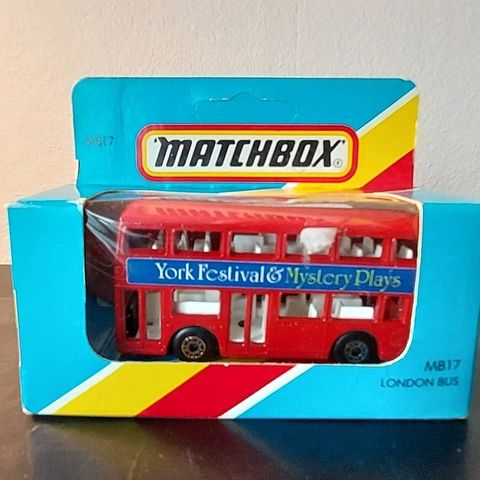 MB17
"MATCHBOX"®
York Festival & Mystery Plays
MB17
LONDON BUS